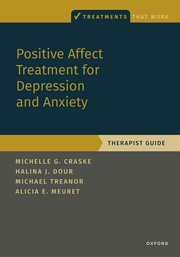 ✓ TREATMENTS THAT WORK
Positive Affect
Treatment for
Depression
and Anxiety
THERAPIST GUIDE
MICHELLE G. CRASKE
HALINA J. DOUR
MICHAEL TREANOR
ALICIA E. MEURET
OXFORD